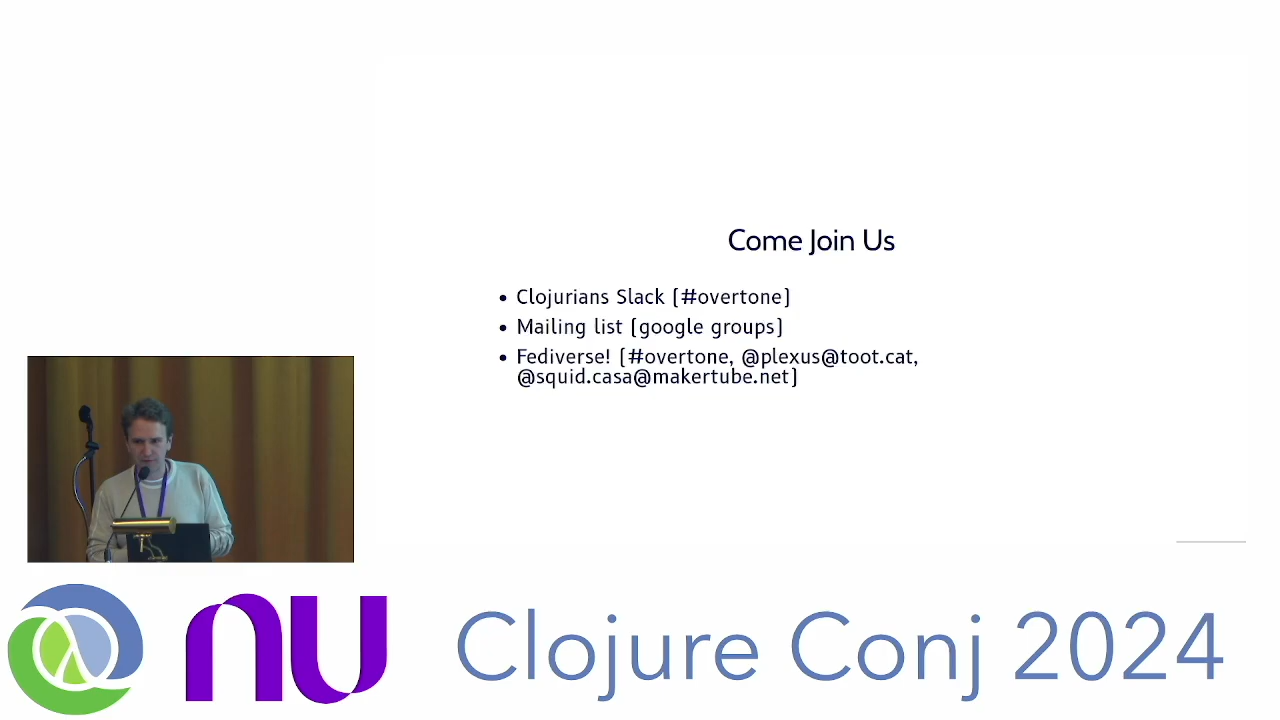 Come Join Us
• Clojurians Slack (#overtone)
• Mailing list (google groups)
• Fediverse! (#overtone, @plexus@toot.cat,
@squid.casa@makertube.net)
nu
Clojure Conj 2024